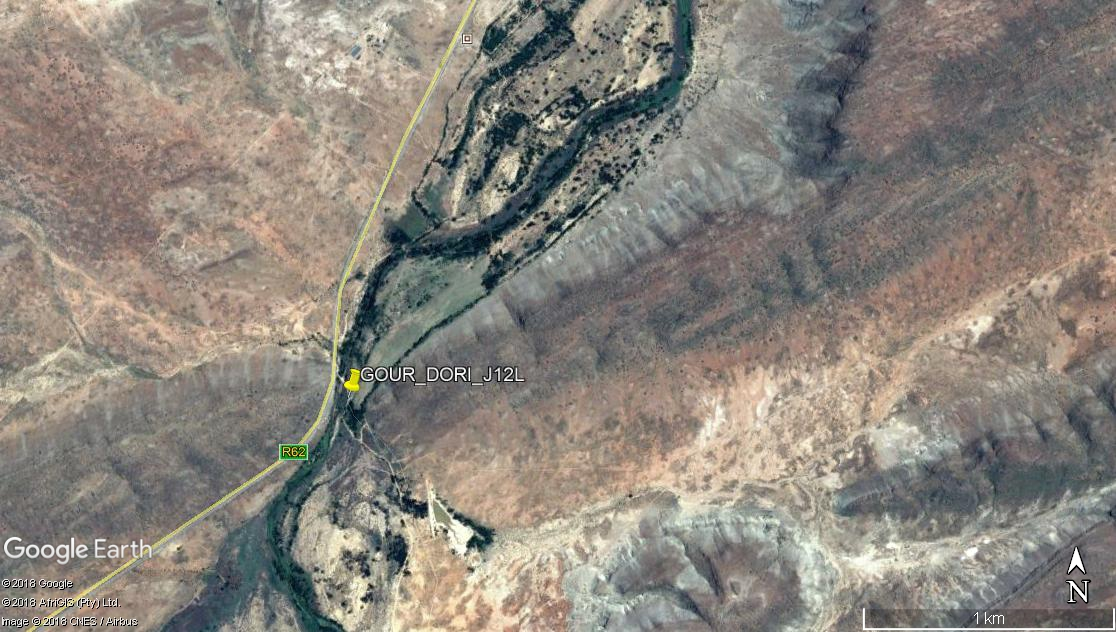 GOUR_DORI_J12L
R62
Google Earth
©2018 Google
©2018 AfriGIS (Pty) Ltd.
Image © 2018 CNES / Airbus
N
1 km